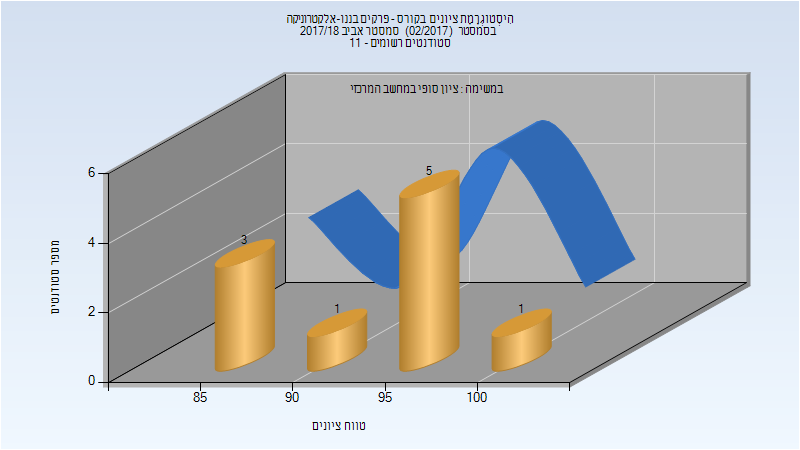 היסטוגרמת ציונים בקורס - פרקים בננו-אלקטרוניקה
בסמסטר (02/2017) סמסטר אביב 2017/18
סטודנטים רשומים - 11
במשימה : ציון סופי במחשב המרכזי
מספר סטודנטים
6
4
2
0
3
1
5
1
85
90
95
100
טווח ציונים